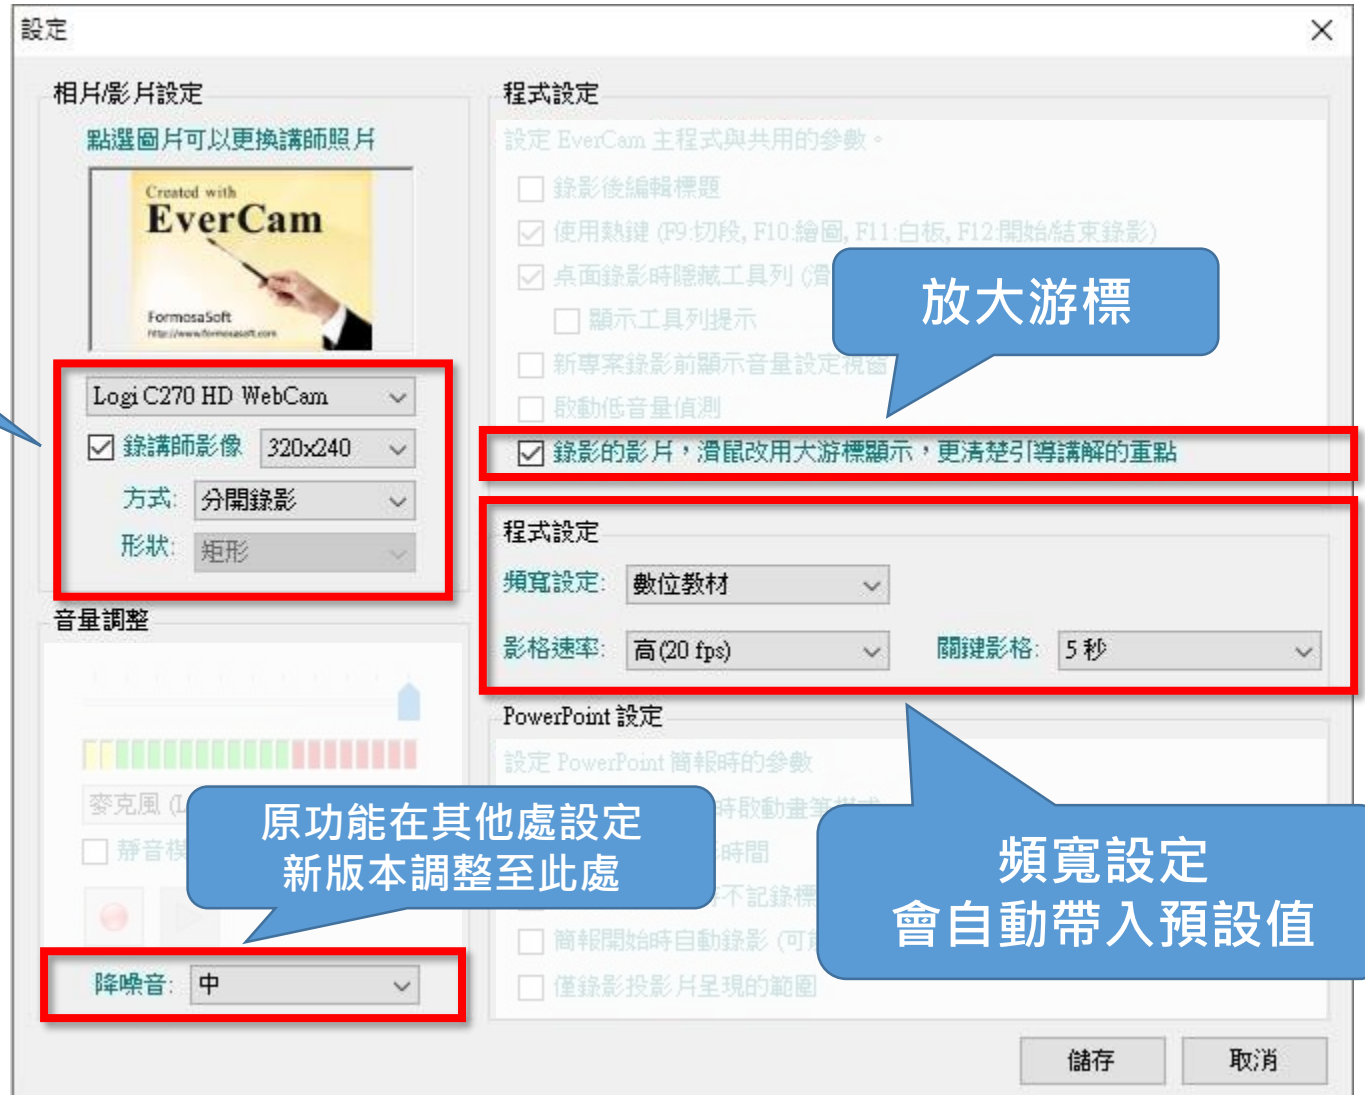 設定
相片/影片設定
點選圖片可以更換講師照片
Created with
EverCam
FormosaSoft
http://www.formosasoft.com
Logi C270 HD WebCam
錄講師影像 320x240
方式: 分開錄影
形狀: 矩形
音量調整
麥克風 (L
靜音模
原功能在其他處設定
新版本調整至此處
降噪音: 中
程式設定
設定 EverCam 主程式與共用的參數。
錄影後編輯標題
使用熱鍵 (F9:切段, F10:繪圖, F11:白板, F12:開始/結束錄影)
桌面錄影時隱藏工具列 (滑
顯示工具列提示
新專案錄影前顯示音量設定視窗
啟動低音量偵測
放大游標
錄影的影片，滑鼠改用大游標顯示，更清楚引導講解的重點
程式設定
頻寬設定: 數位教材
影格速率: 高(20 fps) 關鍵影格: 5 秒
PowerPoint 設定
設定 PowerPoint 簡報時的參數
時啟動畫筆模式
時間
不記錄標
簡報開始時自動錄影 (可
僅錄影投影片呈現的範圍
頻寬設定
會自動帶入預設值
儲存 取消